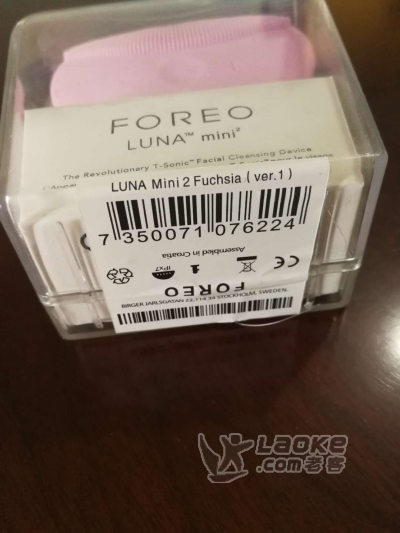 FOREO
LUNA™ mini²
The Revolutionary T-Sonic™ Facial Cleansing Device
LUNA Mini 2 Fuchsia ( ver.1 )
7 350071 076224
Assembled in Croatia
IPX7
CE
FOREO
BIRGER JARLSGATAN 22,114 34 STOCKHOLM, SWEDEN.
LAOKE
.com老客